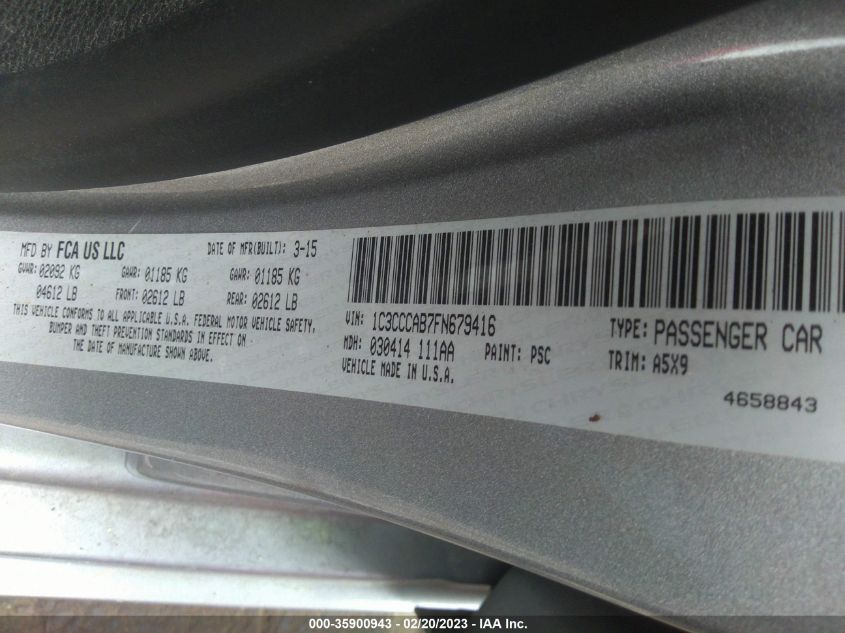 MFD BY FCA US LLC DATE OF MFR(BUILT): 3-15
GVWR: 02092 KG GAWR: 01185 KG GAWR: 01185 KG
04612 LB FRONT: 02612 LB REAR: 02612 LB
THIS VEHICLE CONFORMS TO ALL APPLICABLE U.S.A. FEDERAL MOTOR VEHICLE SAFETY,
BUMPER AND THEFT PREVENTION STANDARDS IN EFFECT ON
THE DATE OF MANUFACTURE SHOWN ABOVE.
VIN: 1C3CCCAB7FN679416
MDH: 030414 111AA PAINT: PSC
VEHICLE MADE IN U.S.A.
TYPE: PASSENGER CAR
TRIM: A5X9
4658843
000-35900943 / 02/20/2023 - IAA Inc.